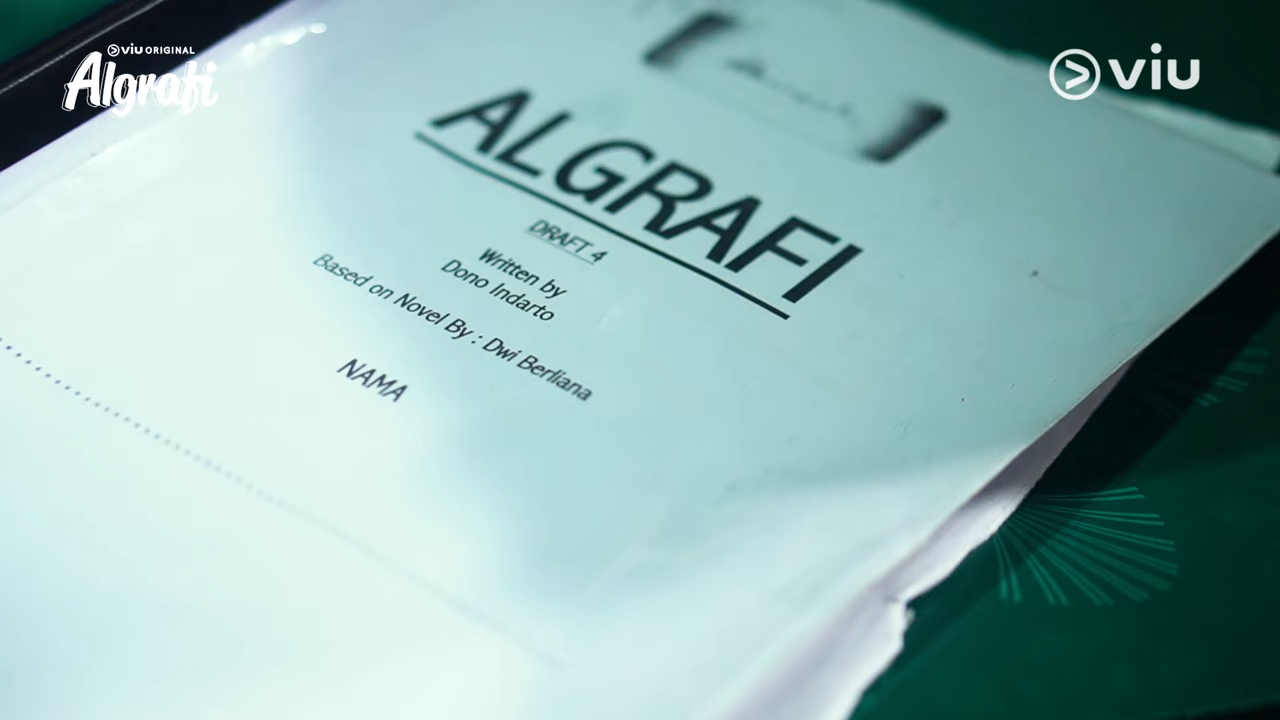 viu ORIGINAL
Algrafi
viu
ALGRAFI
DRAFT 4
Written by
Dono Indarto
Based on Novel By : Dwi Berliana
NAMA